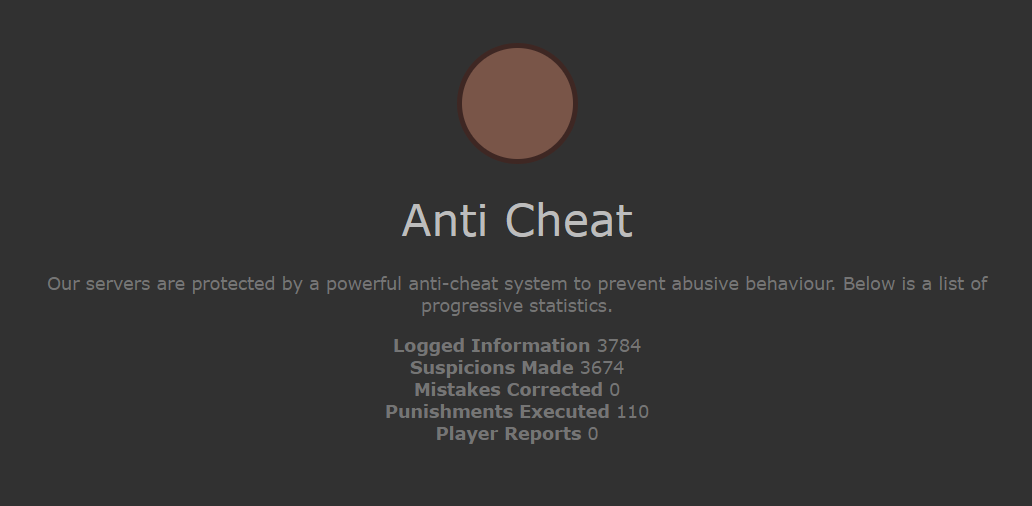 Anti Cheat
Our servers are protected by a powerful anti-cheat system to prevent abusive behaviour. Below is a list of
progressive statistics.
Logged Information 3784
Suspicions Made 3674
Mistakes Corrected 0
Punishments Executed 110
Player Reports 0